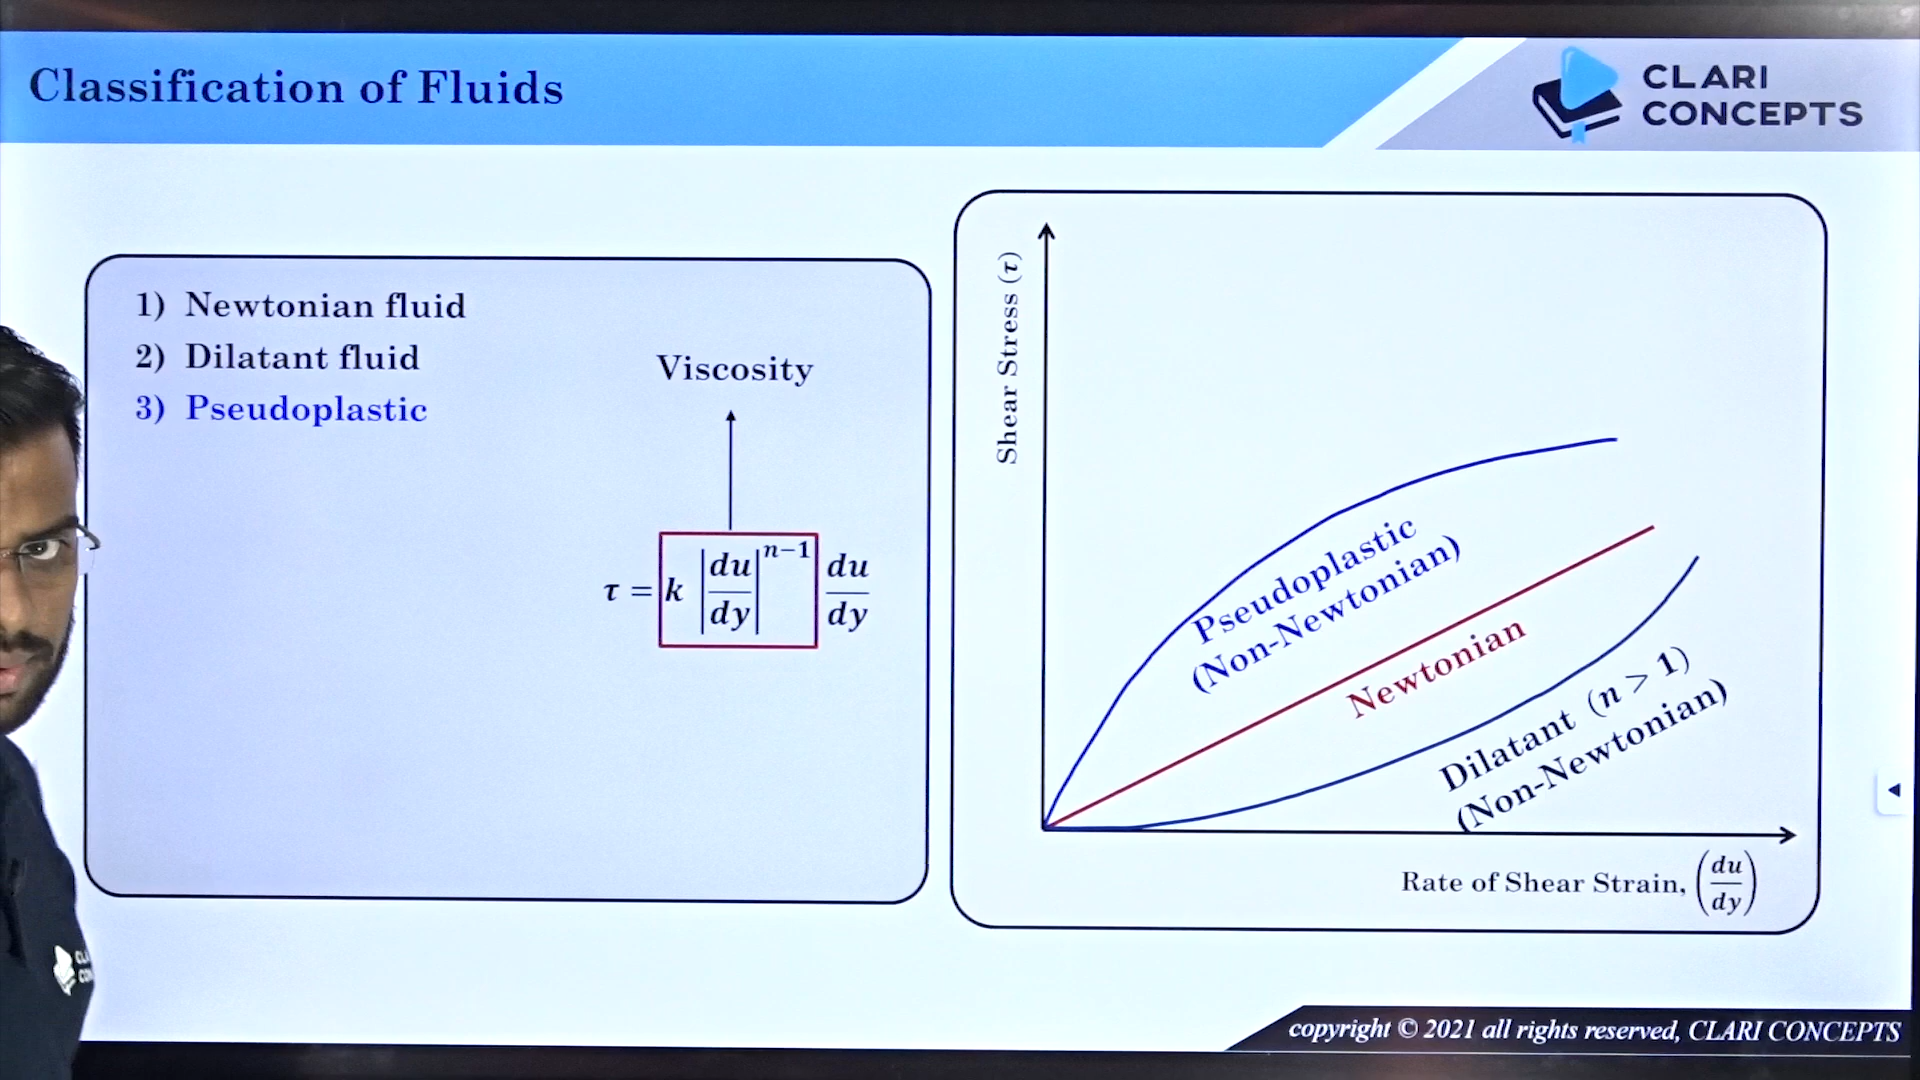 Classification of Fluids
CLARI
CONCEPTS
1) Newtonian fluid
2) Dilatant fluid
3) Pseudoplastic
Viscosity
τ = k |du/dy|^{n−1} du/dy
Shear Stress (τ)
Pseudoplastic
(Non-Newtonian)
Newtonian
Dilatant (n > 1)
(Non-Newtonian)
Rate of Shear Strain, (du/dy)
copyright © 2021 all rights reserved, CLARI CONCEPTS